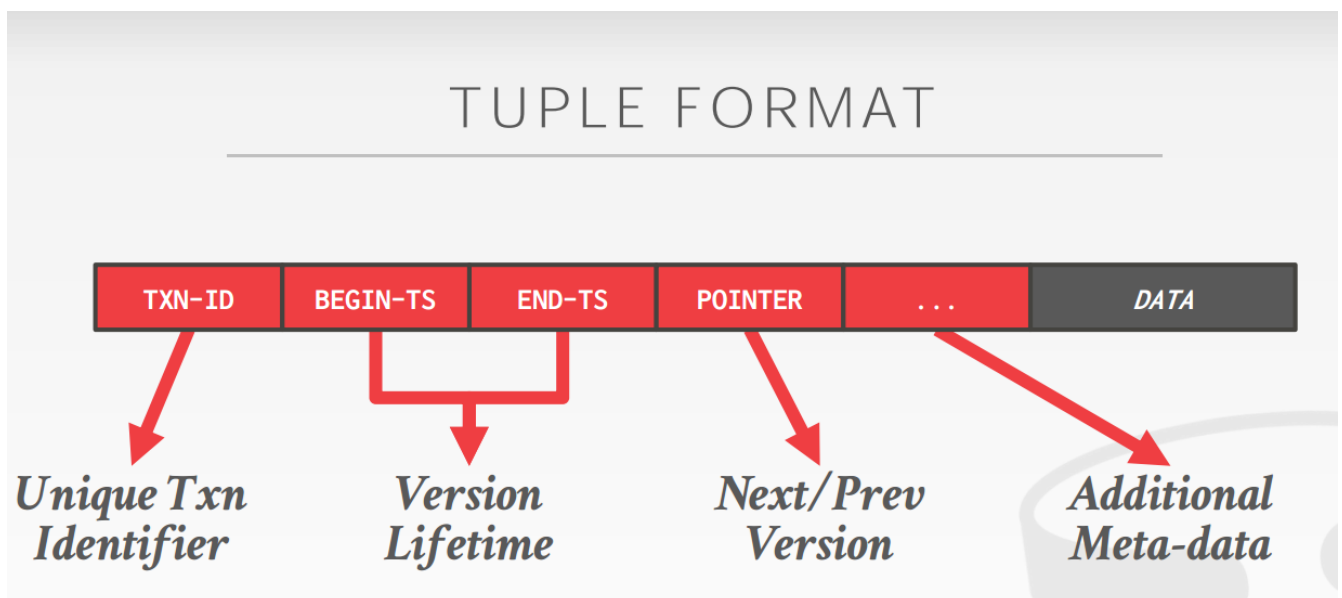 TUPLE FORMAT
TXN-ID BEGIN-TS END-TS POINTER ... DATA
Unique Txn
Identifier
Version
Lifetime
Next/Prev
Version
Additional
Meta-data